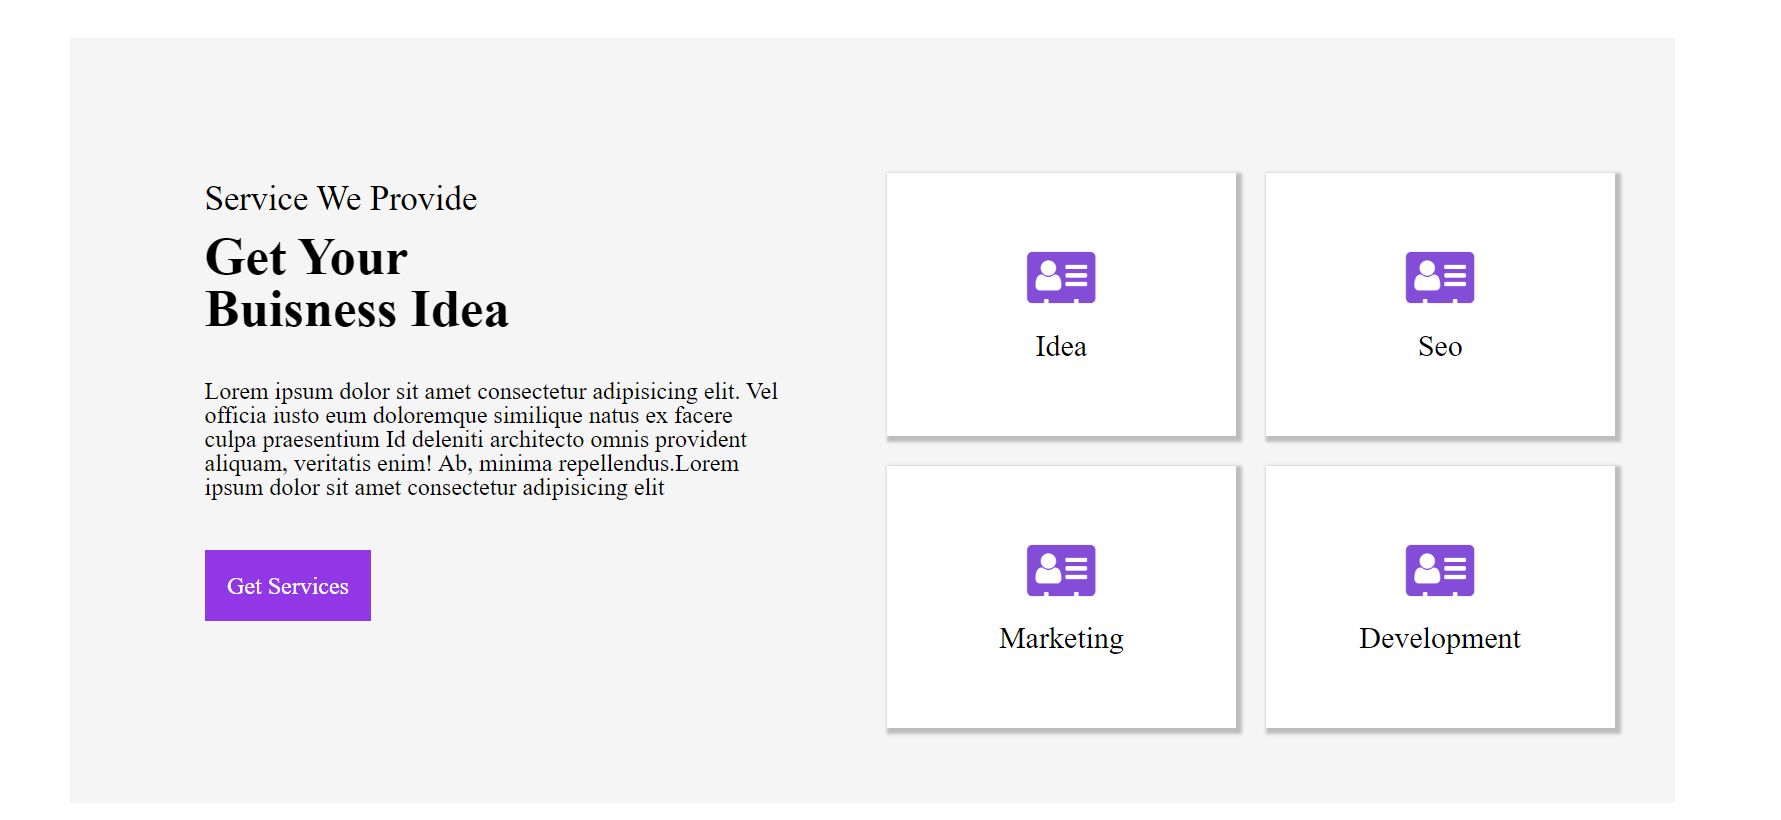 Service We Provide
Get Your
Buisness Idea
Lorem ipsum dolor sit amet consectetur adipisicing elit. Vel
officia iusto eum doloremque similique natus ex facere
culpa praesentium Id deleniti architecto omnis provident
aliquam, veritatis enim! Ab, minima repellendus.Lorem
ipsum dolor sit amet consectetur adipisicing elit
Get Services
Idea
Seo
Marketing
Development